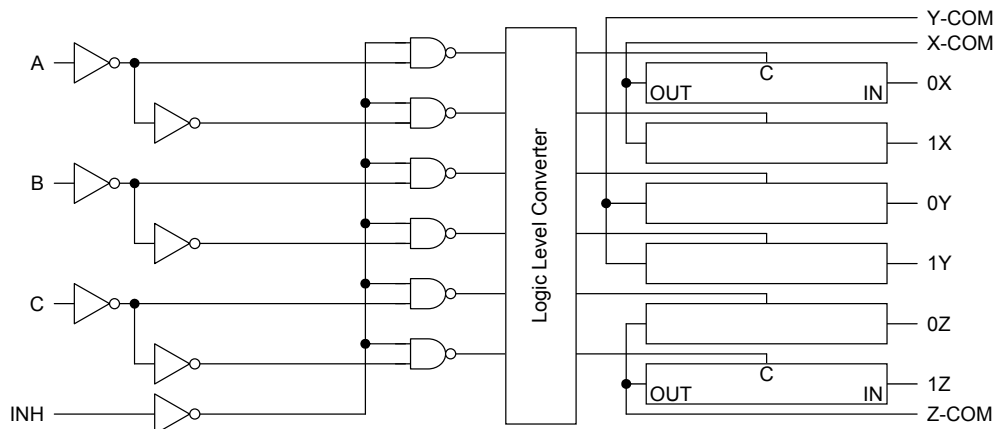 Y-COM
X-COM
A
C
0X
OUT
IN
1X
B
0Y
Logic Level Converter
1Y
C
0Z
C
1Z
OUT
IN
INH
Z-COM